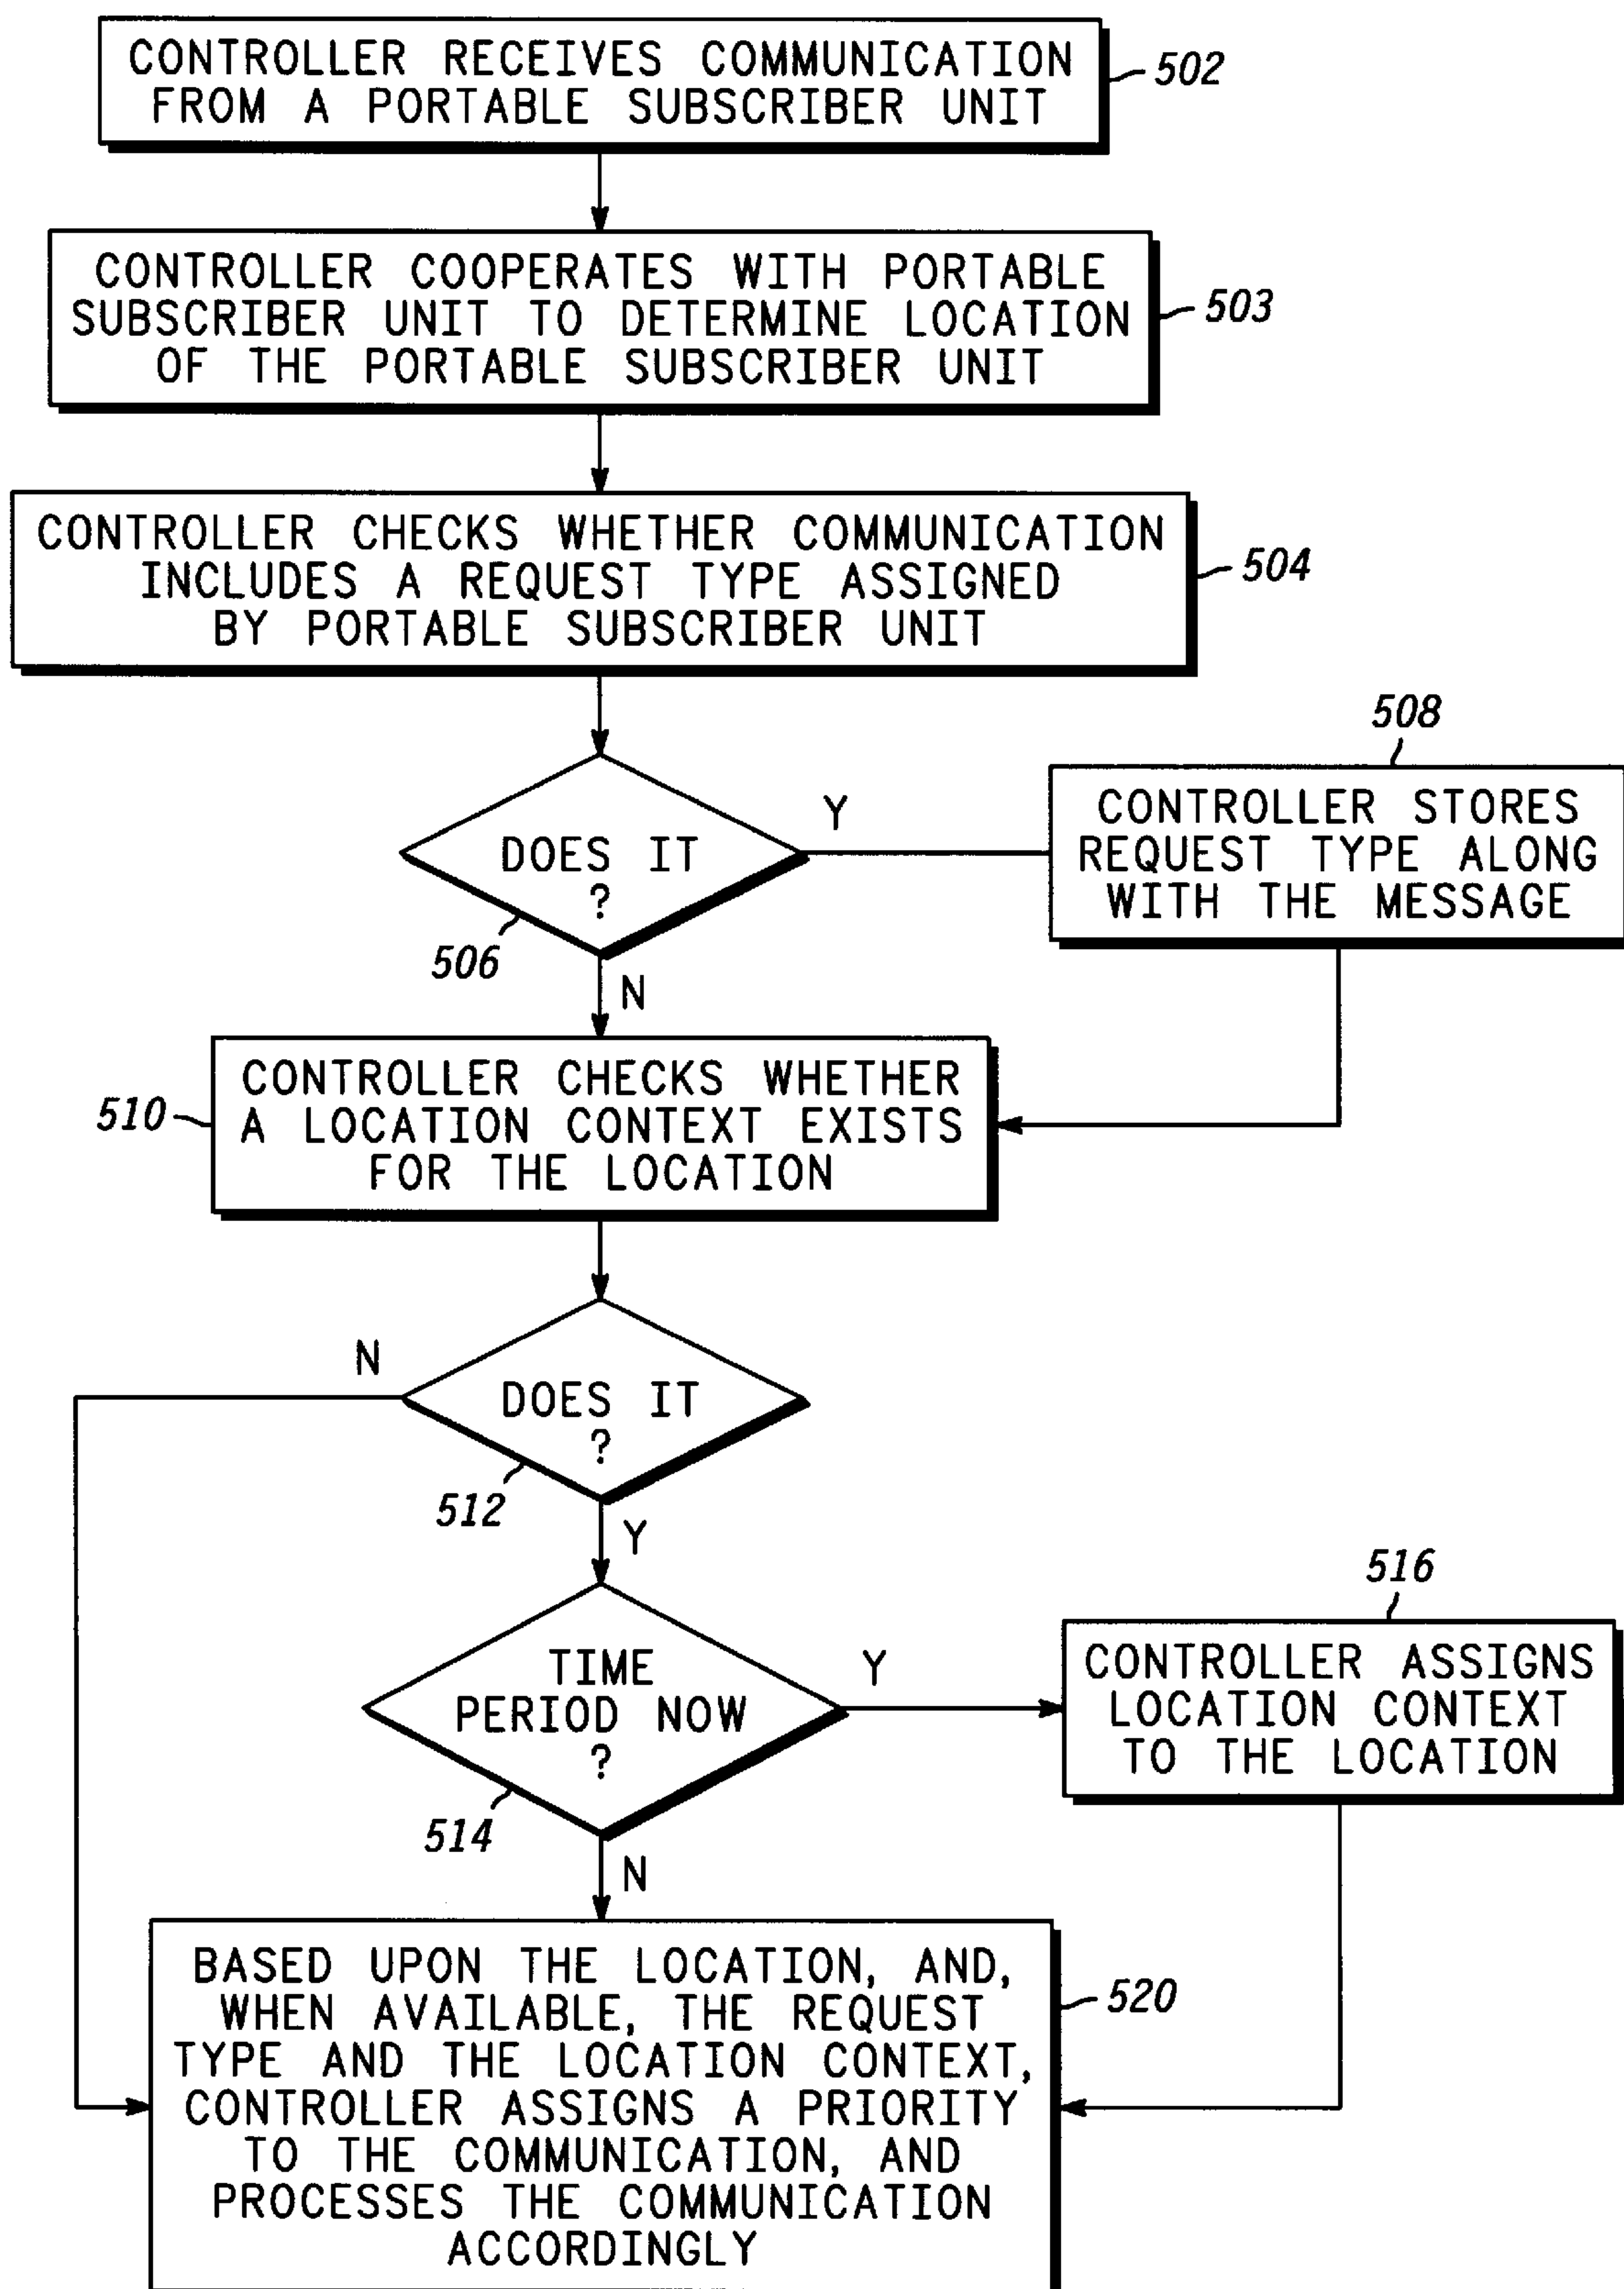 CONTROLLER RECEIVES COMMUNICATION
FROM A PORTABLE SUBSCRIBER UNIT
502
CONTROLLER COOPERATES WITH PORTABLE
SUBSCRIBER UNIT TO DETERMINE LOCATION
OF THE PORTABLE SUBSCRIBER UNIT
503
CONTROLLER CHECKS WHETHER COMMUNICATION
INCLUDES A REQUEST TYPE ASSIGNED
BY PORTABLE SUBSCRIBER UNIT
504
DOES IT
?
506
Y
N
508
CONTROLLER STORES
REQUEST TYPE ALONG
WITH THE MESSAGE
510
CONTROLLER CHECKS WHETHER
A LOCATION CONTEXT EXISTS
FOR THE LOCATION
N
DOES IT
?
512
Y
TIME
PERIOD NOW
?
514
Y
N
516
CONTROLLER ASSIGNS
LOCATION CONTEXT
TO THE LOCATION
BASED UPON THE LOCATION, AND,
WHEN AVAILABLE, THE REQUEST
TYPE AND THE LOCATION CONTEXT,
CONTROLLER ASSIGNS A PRIORITY
TO THE COMMUNICATION, AND
PROCESSES THE COMMUNICATION
ACCORDINGLY
520